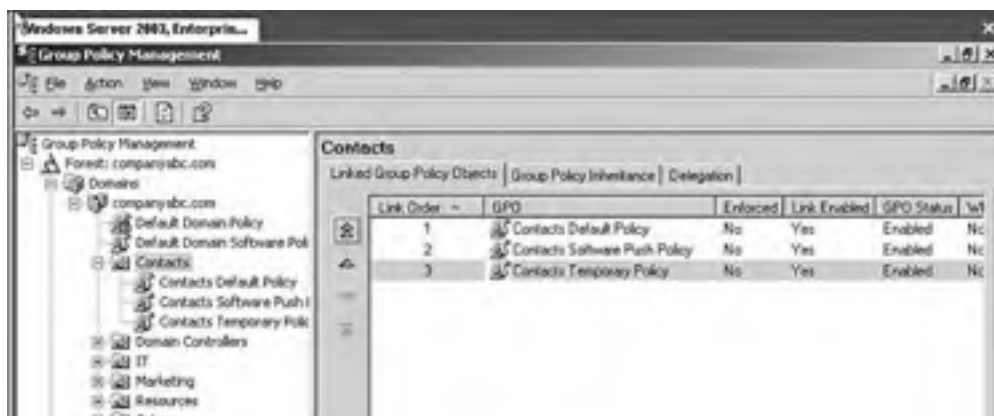 Windows Server 2003, Enterpris...
Group Policy Management
File Action View Window Help
Group Policy Management
Forest: companyabc.com
Domains
companyabc.com
Default Domain Policy
Default Domain Software Poli
Contacts
Contacts Default Policy
Contacts Software Push
Contacts Temporary Polic
Domain Controllers
IT
Marketing
Resources
Contacts
Linked Group Policy Objects Group Policy Inheritance Delegation
Link Order GPO Enforced Link Enabled GPO Status
1 Contacts Default Policy No Yes Enabled
2 Contacts Software Push Policy No Yes Enabled
3 Contacts Temporary Policy No Yes Enabled